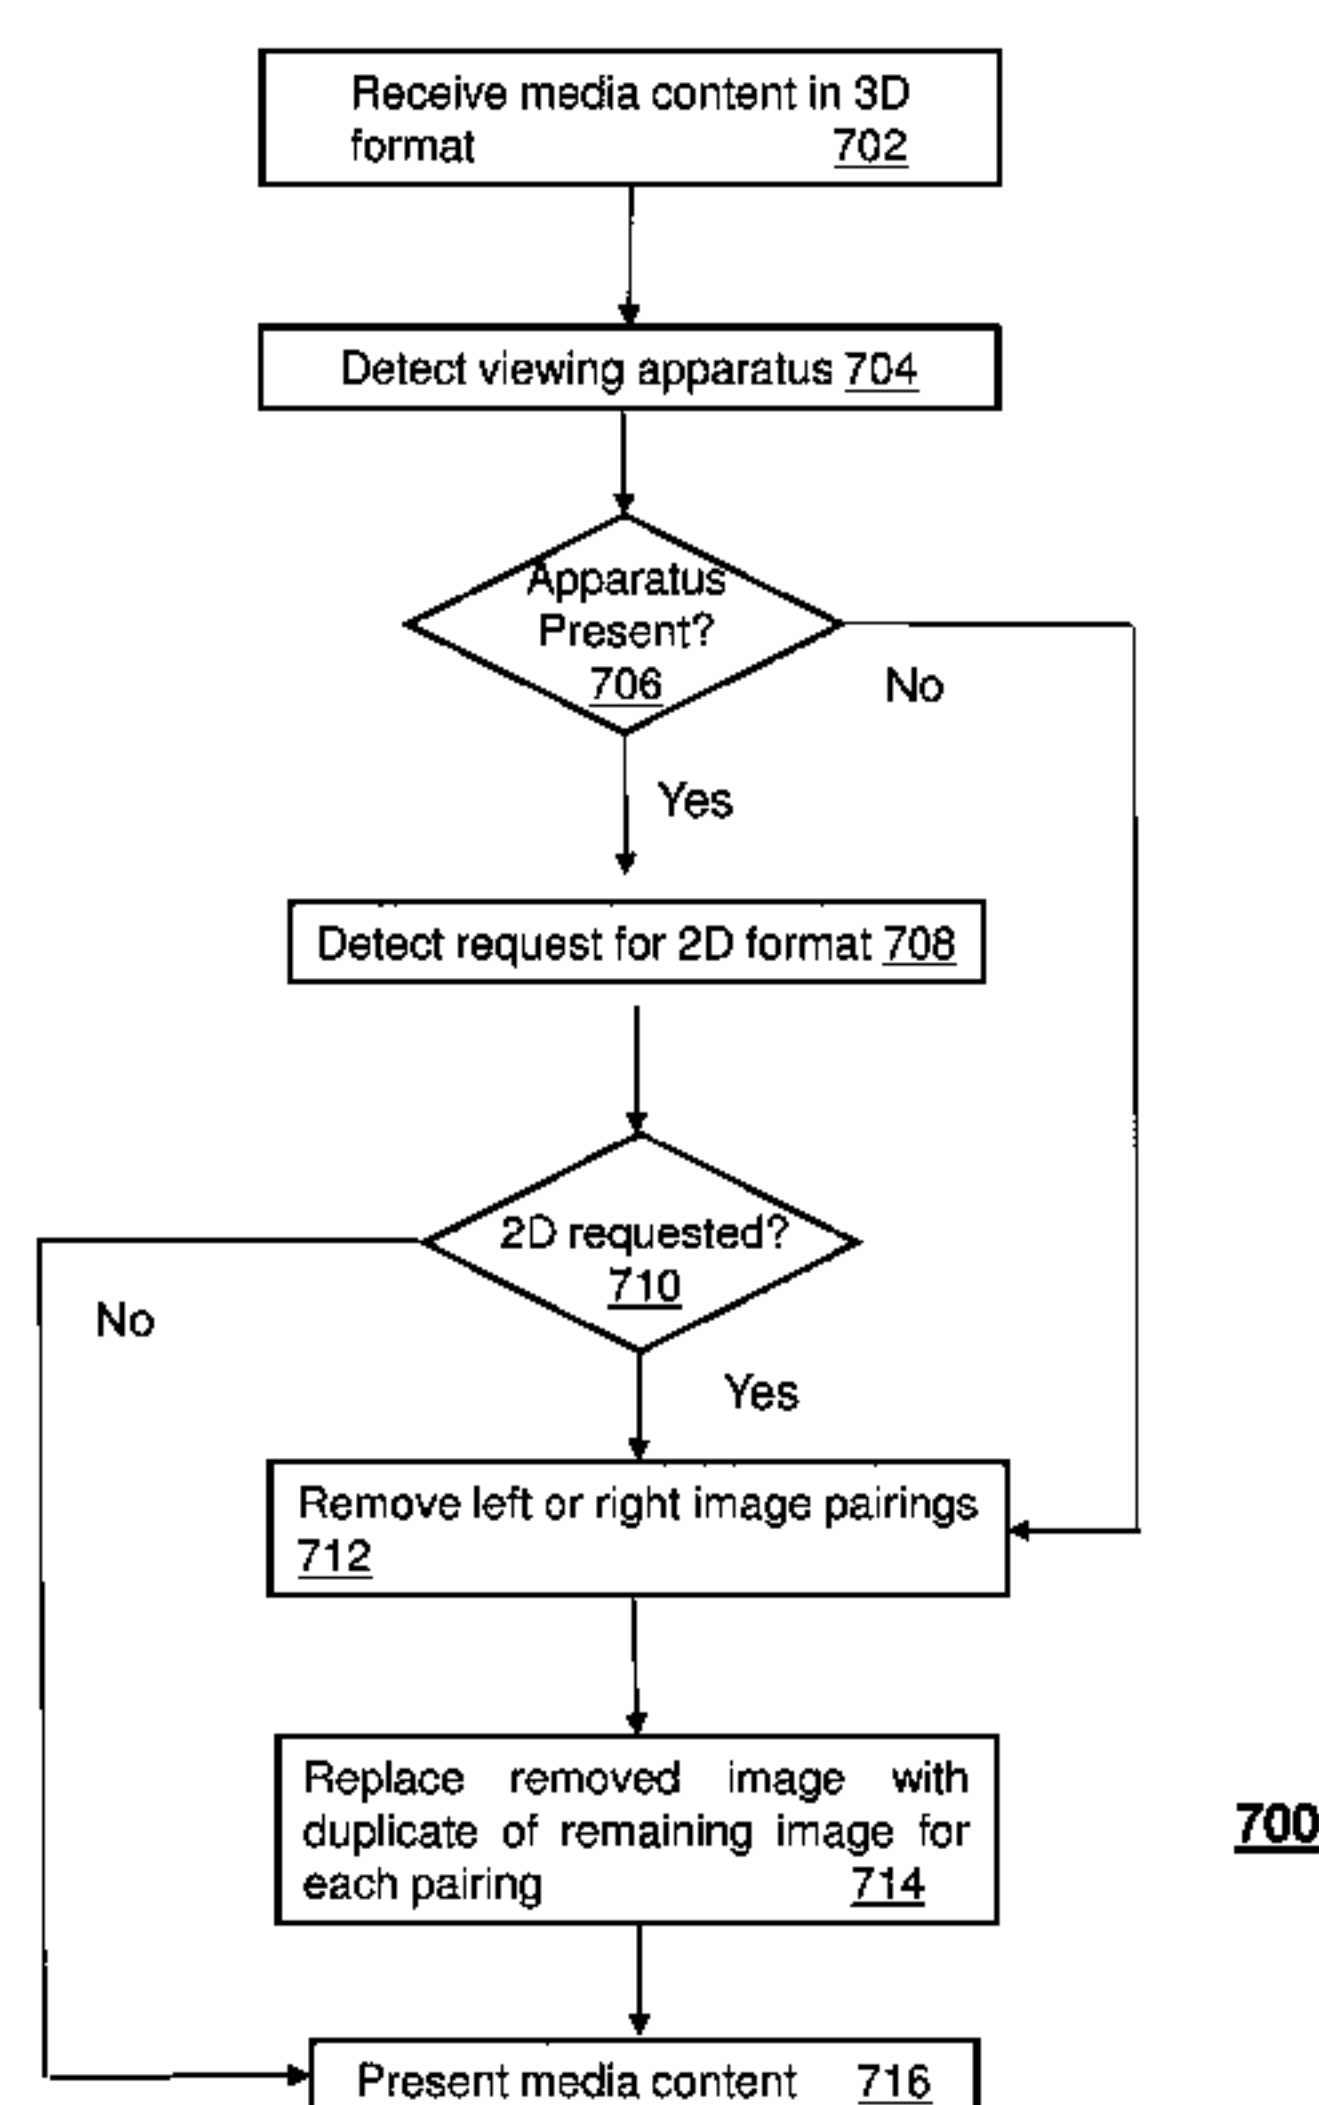 Receive media content in 3D
format 702
Detect viewing apparatus 704
Apparatus
Present?
706
No
Yes
Detect request for 2D format 708
2D requested?
710
No
Yes
Remove left or right image pairings
712
Replace removed image with
duplicate of remaining image for
each pairing 714
700
Present media content 716